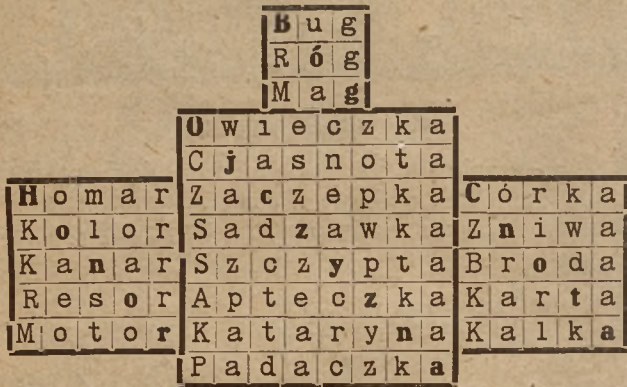 Bug
Róg
Mag
Owieczka
Cjasnota
Homar Zaczepka Córka
Kolor Sadzawka Zniwa
Kanar Szczypta Broda
Resor Apteczka Karta
Motor Kataryna Kalka
Padaczka